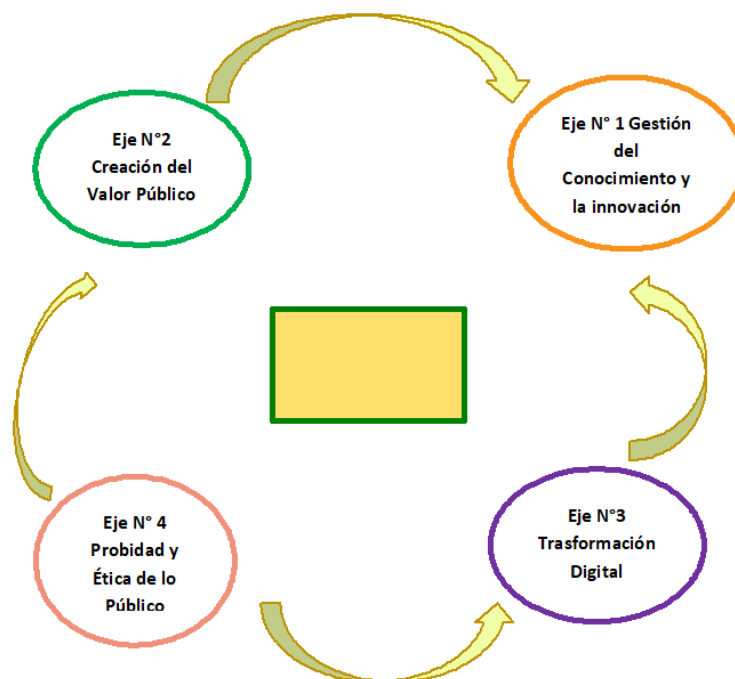 Eje N°2
Creación del
Valor Público
Eje N° 1 Gestión
del
Conocimiento y
la innovación
Eje N° 4
Probidad y
Ética de lo
Público
Eje N°3
Trasformación
Digital